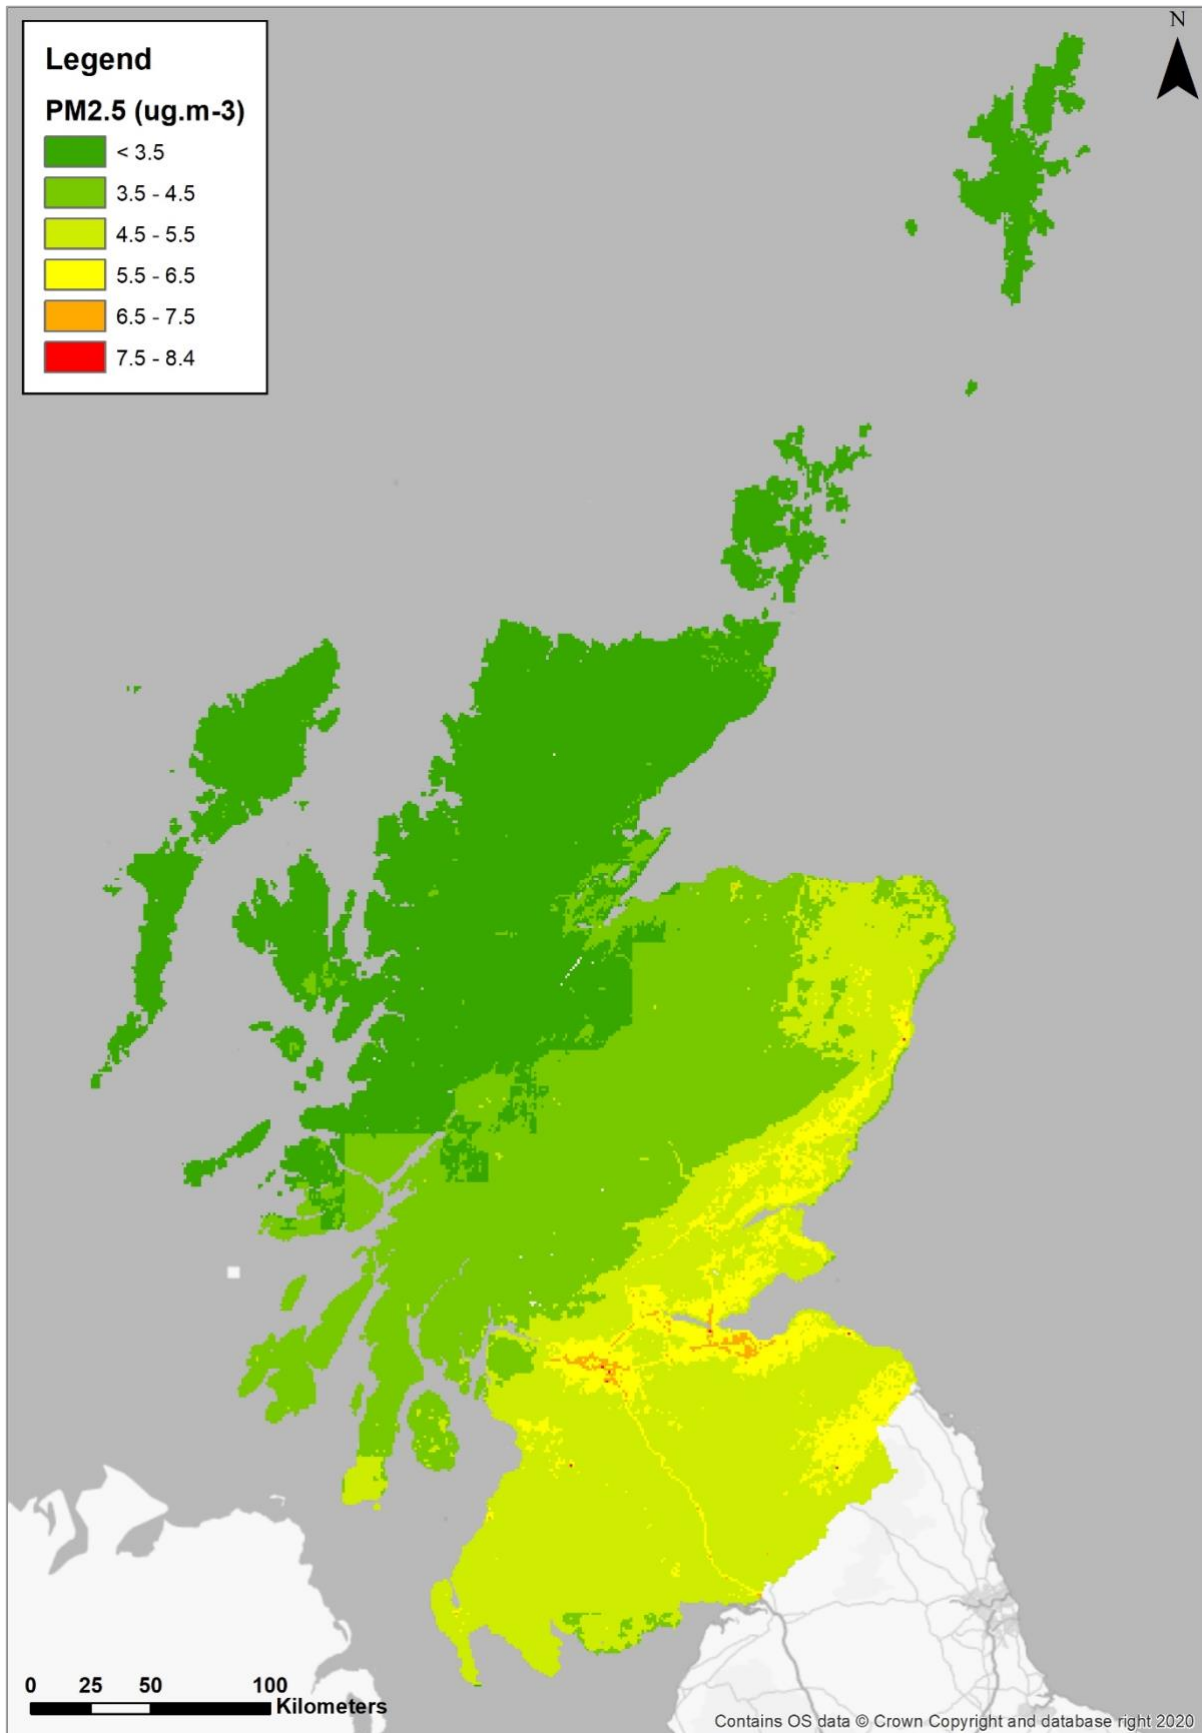 N
Legend
PM2.5 (ug.m-3)
< 3.5
3.5 - 4.5
4.5 - 5.5
5.5 - 6.5
6.5 - 7.5
7.5 - 8.4
0 25 50 100
Kilometers
Contains OS data © Crown Copyright and database right 2020